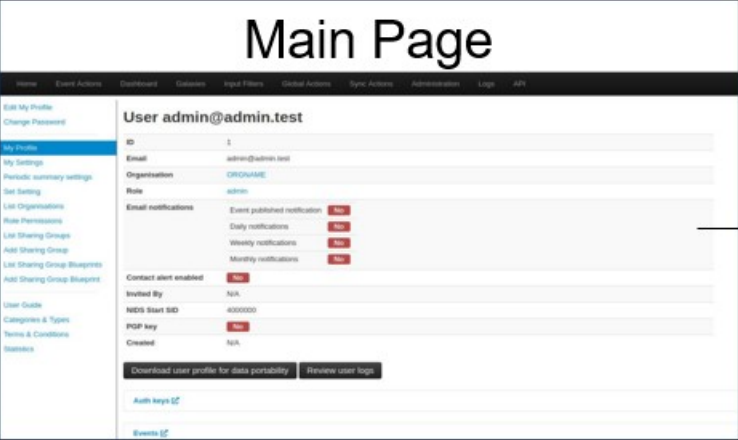 Main Page
Home Event Actions Dashboard Galaxies Input Filters Global Actions Sync Actions Administration Logs API
Edit My Profile
Change Password
My Profile
My Settings
Periodic summary settings
Set Setting
List Organisations
Role Permissions
List Sharing Groups
Add Sharing Group
List Sharing Group Blueprints
Add Sharing Group Blueprint
User Guide
Categories & Types
Terms & Conditions
Statistics
User admin@admin.test
ID 1
Email admin@admin.test
Organisation ORGNAME
Role admin
Email notifications
Event published notification No
Daily notifications No
Weekly notifications No
Monthly notifications No
Contact alert enabled No
Invited By N/A
NIDS Start SID 4000000
PGP key No
Created N/A
Download user profile for data portability Review user logs
Auth keys
Events